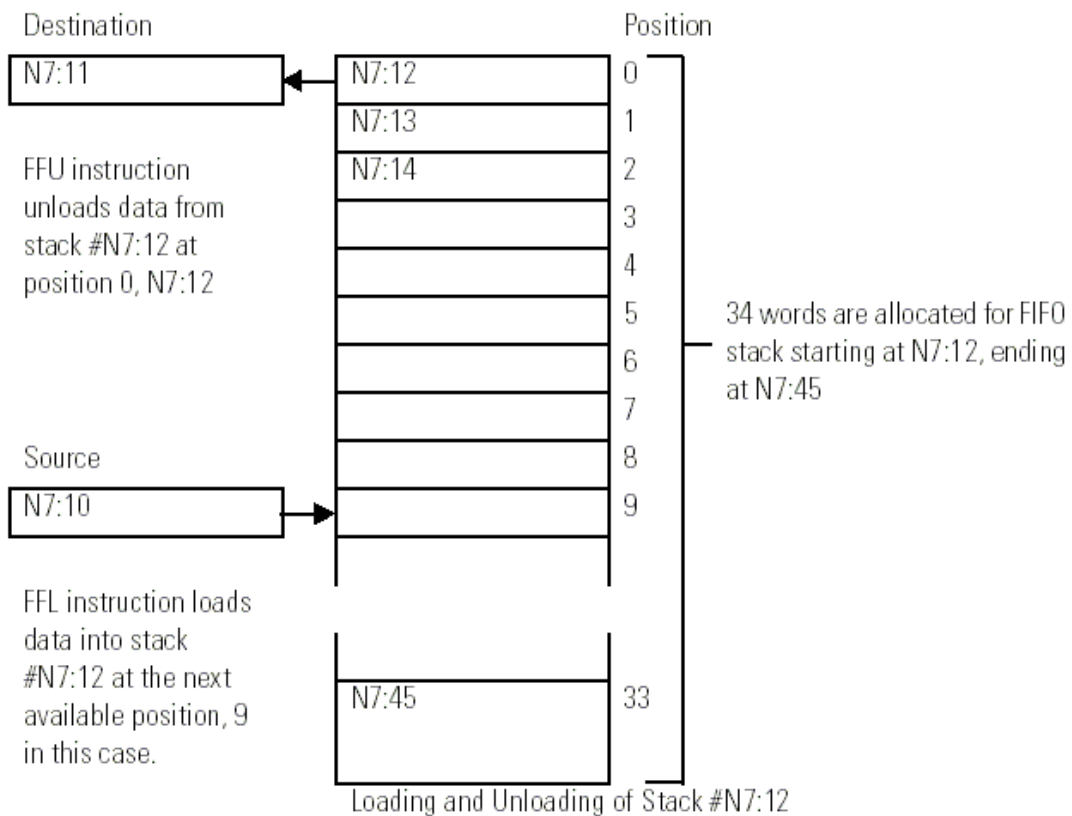 Destination
Position
N7:11
N7:12
0
N7:13
1
N7:14
2
FFU instruction
unloads data from
stack #N7:12 at
position 0, N7:12
3
4
5
6
7
8
9
34 words are allocated for FIFO
stack starting at N7:12, ending
at N7:45
Source
N7:10
FFL instruction loads
data into stack
#N7:12 at the next
available position, 9
in this case.
N7:45
33
Loading and Unloading of Stack #N7:12